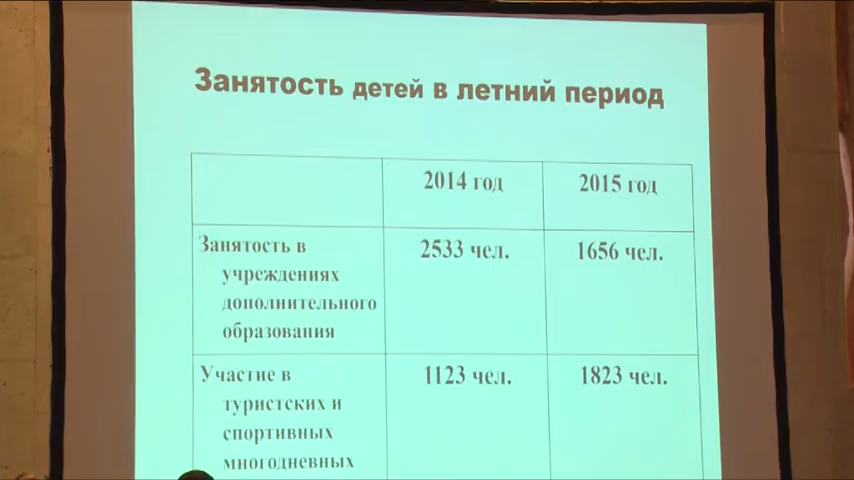 Занятость детей в летний период
2014 год 2015 год
Занятость в 2533 чел. 1656 чел.
учреждениях
дополнительного
образования
Участие в 1123 чел. 1823 чел.
туристских и
спортивных
многодневных